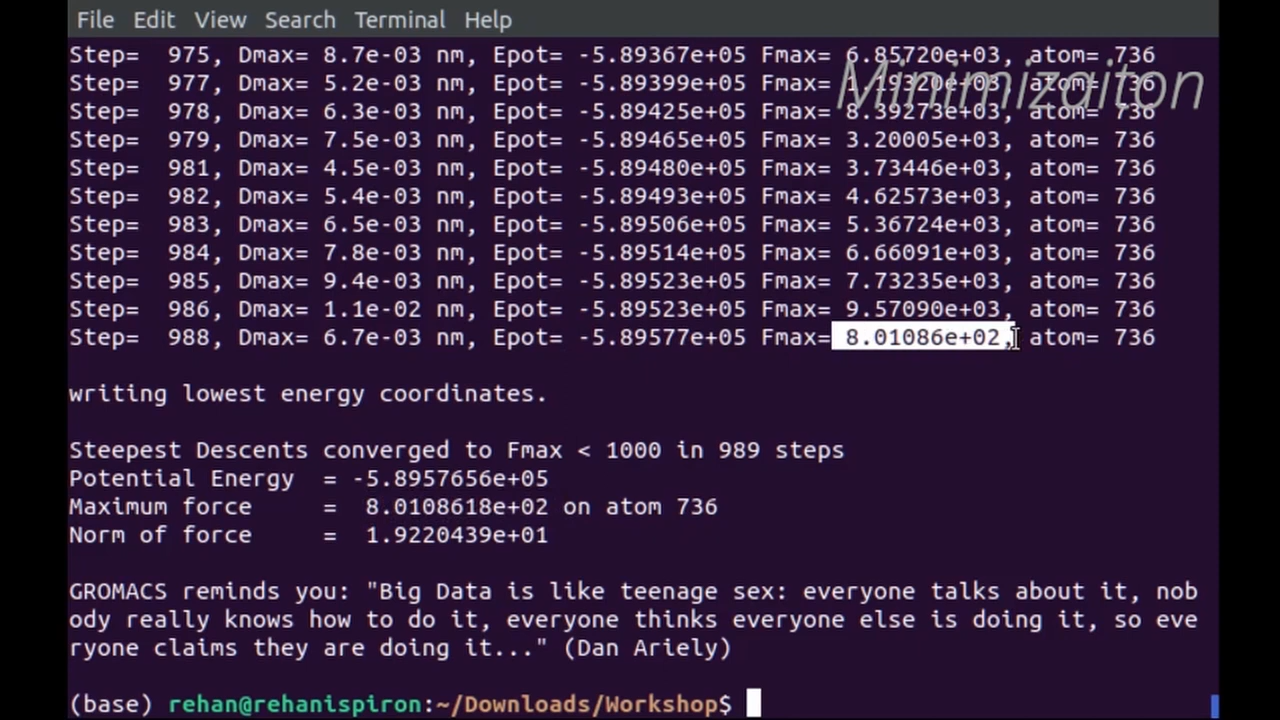 File Edit View Search Terminal Help
Minimizaiton
Step=  975, Dmax= 8.7e-03 nm, Epot= -5.89367e+05 Fmax= 6.85720e+03, atom= 736
Step=  977, Dmax= 5.2e-03 nm, Epot= -5.89399e+05 Fmax= atom= 736
Step=  978, Dmax= 6.3e-03 nm, Epot= -5.89425e+05 Fmax= 8.39273e+03, atom= 736
Step=  979, Dmax= 7.5e-03 nm, Epot= -5.89465e+05 Fmax= 3.20005e+03, atom= 736
Step=  981, Dmax= 4.5e-03 nm, Epot= -5.89480e+05 Fmax= 3.73446e+03, atom= 736
Step=  982, Dmax= 5.4e-03 nm, Epot= -5.89493e+05 Fmax= 4.62573e+03, atom= 736
Step=  983, Dmax= 6.5e-03 nm, Epot= -5.89506e+05 Fmax= 5.36724e+03, atom= 736
Step=  984, Dmax= 7.8e-03 nm, Epot= -5.89514e+05 Fmax= 6.66091e+03, atom= 736
Step=  985, Dmax= 9.4e-03 nm, Epot= -5.89523e+05 Fmax= 7.73235e+03, atom= 736
Step=  986, Dmax= 1.1e-02 nm, Epot= -5.89523e+05 Fmax= 9.57090e+03, atom= 736
Step=  988, Dmax= 6.7e-03 nm, Epot= -5.89577e+05 Fmax= 8.01086e+02, atom= 736
writing lowest energy coordinates.
Steepest Descents converged to Fmax < 1000 in 989 steps
Potential Energy  = -5.8957656e+05
Maximum force     =  8.0108618e+02 on atom 736
Norm of force     =  1.9220439e+01
GROMACS reminds you: "Big Data is like teenage sex: everyone talks about it, nob
ody really knows how to do it, everyone thinks everyone else is doing it, so eve
ryone claims they are doing it..." (Dan Ariely)
(base) rehan@rehanispiron:~/Downloads/Workshop$